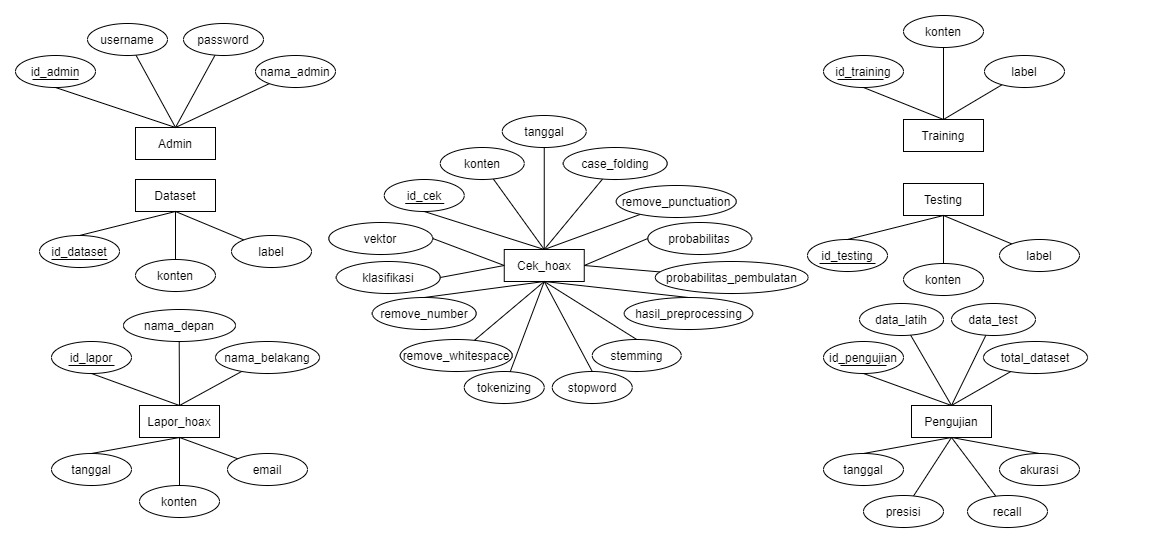 id_admin
username
password
nama_admin
Admin
Dataset
id_dataset
konten
label
nama_depan
id_lapor
nama_belakang
Lapor_hoax
tanggal
email
konten
tanggal
konten
case_folding
id_cek
remove_punctuation
vektor
probabilitas
Cek_hoax
klasifikasi
probabilitas_pembulatan
remove_number
hasil_preprocessing
remove_whitespace
stemming
tokenizing
stopword
konten
id_training
label
Training
Testing
id_testing
konten
label
data_latih
data_test
id_pengujian
total_dataset
Pengujian
tanggal
akurasi
presisi
recall